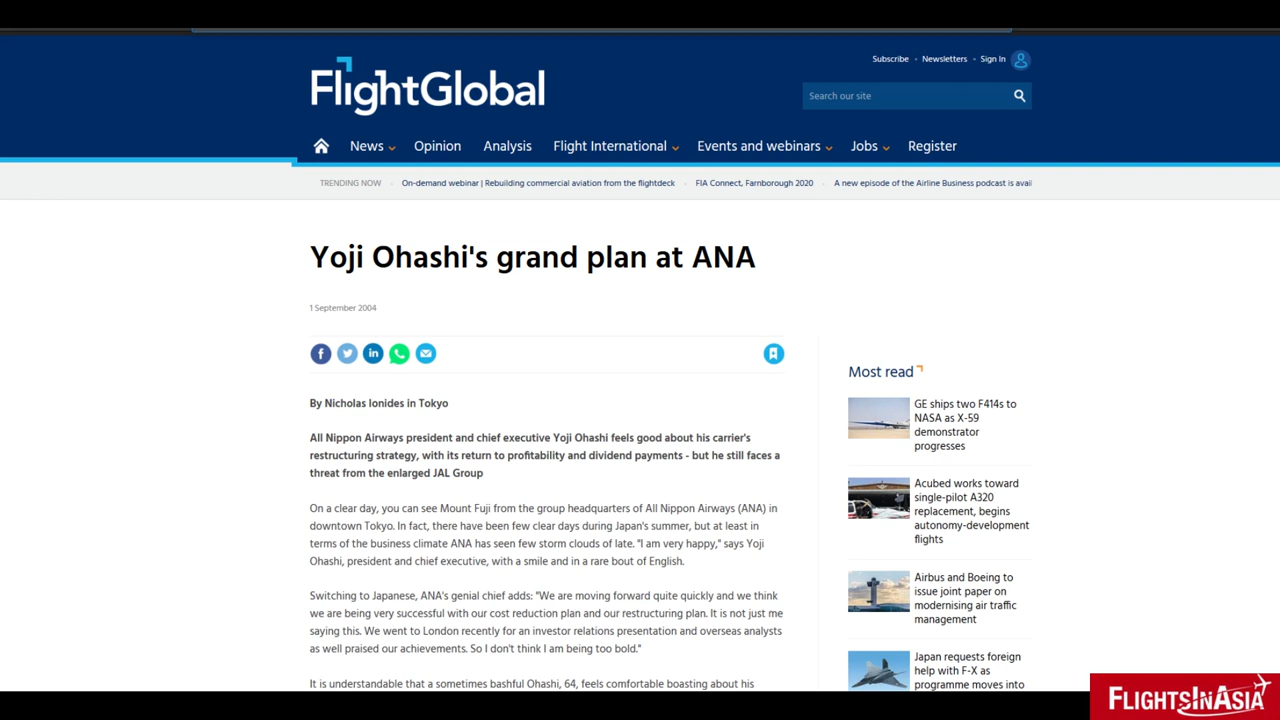 FlightGlobal
Subscribe • Newsletters • Sign In
Search our site
News
Opinion
Analysis
Flight International
Events and webinars
Jobs
Register
TRENDING NOW
On-demand webinar | Rebuilding commercial aviation from the flightdeck
FIA Connect, Farnborough 2020
A new episode of the Airline Business podcast is avail
Yoji Ohashi's grand plan at ANA
1 September 2004
By Nicholas Ionides in Tokyo
All Nippon Airways president and chief executive Yoji Ohashi feels good about his carrier's
restructuring strategy, with its return to profitability and dividend payments - but he still faces a
threat from the enlarged JAL Group
On a clear day, you can see Mount Fuji from the group headquarters of All Nippon Airways (ANA) in
downtown Tokyo. In fact, there have been few clear days during Japan's summer, but at least in
terms of the business climate ANA has seen few storm clouds of late. "I am very happy," says Yoji
Ohashi, president and chief executive, with a smile and in a rare bout of English.
Switching to Japanese, ANA's genial chief adds: "We are moving forward quite quickly and we think
we are being very successful with our cost reduction plan and our restructuring plan. It is not just me
saying this. We went to London recently for an investor relations presentation and overseas analysts
as well praised our achievements. So I don't think I am being too bold."
It is understandable that a sometimes bashful Ohashi, 64, feels comfortable boasting about his
Most read
GE ships two F414s to
NASA as X-59
demonstrator
progresses
Acubed works toward
single-pilot A320
replacement, begins
autonomy-development
flights
Airbus and Boeing to
issue joint paper on
modernising air traffic
management
Japan requests foreign
help with F-X as
programme moves into
FLIGHTSINASIA